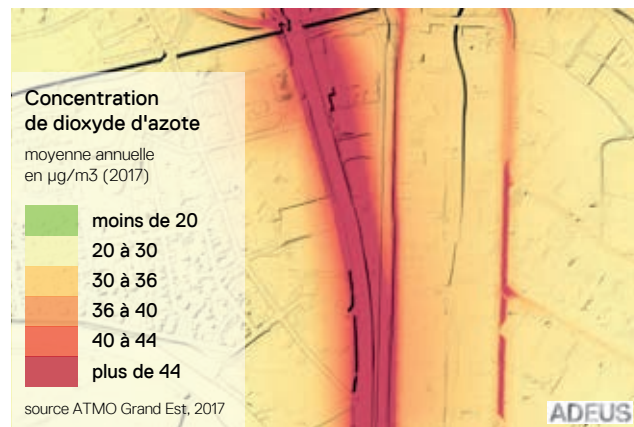 Concentration
de dioxyde d'azote
moyenne annuelle
en µg/m3 (2017)
moins de 20
20 à 30
30 à 36
36 à 40
40 à 44
plus de 44
source ATMO Grand Est, 2017
ADEUS